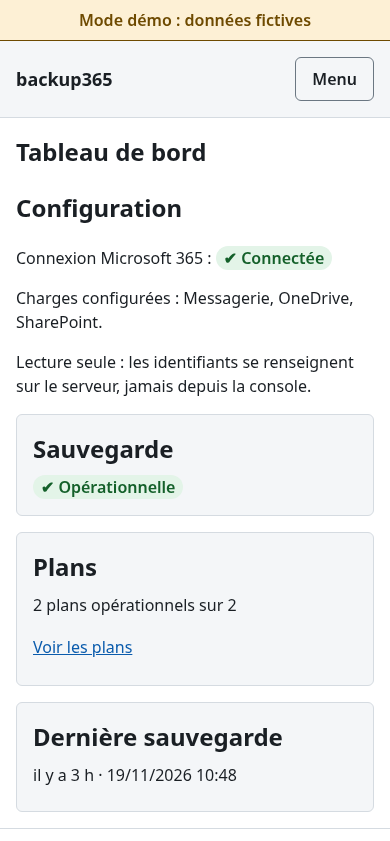 Mode démo : données fictives
backup365
Menu
Tableau de bord
Configuration
Connexion Microsoft 365 : ✔ Connectée
Charges configurées : Messagerie, OneDrive,
SharePoint.
Lecture seule : les identifiants se renseignent
sur le serveur, jamais depuis la console.
Sauvegarde
✔ Opérationnelle
Plans
2 plans opérationnels sur 2
Voir les plans
Dernière sauvegarde
il y a 3 h · 19/11/2026 10:48